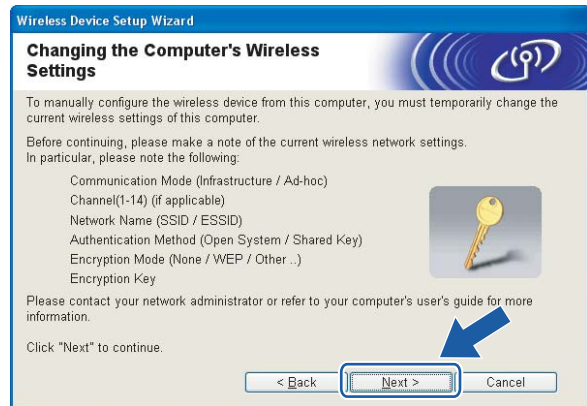 Wireless Device Setup Wizard
Changing the Computer's Wireless
Settings
To manually configure the wireless device from this computer, you must temporarily change the
current wireless settings of this computer.
Before continuing, please make a note of the current wireless network settings.
In particular, please note the following:
Communication Mode (Infrastructure / Ad-hoc)
Channel(1-14) (if applicable)
Network Name (SSID / ESSID)
Authentication Method (Open System / Shared Key)
Encryption Mode (None / WEP / Other ..)
Encryption Key
Please contact your network administrator or refer to your computer's user's guide for more
information.
Click "Next" to continue.
< Back Next > Cancel